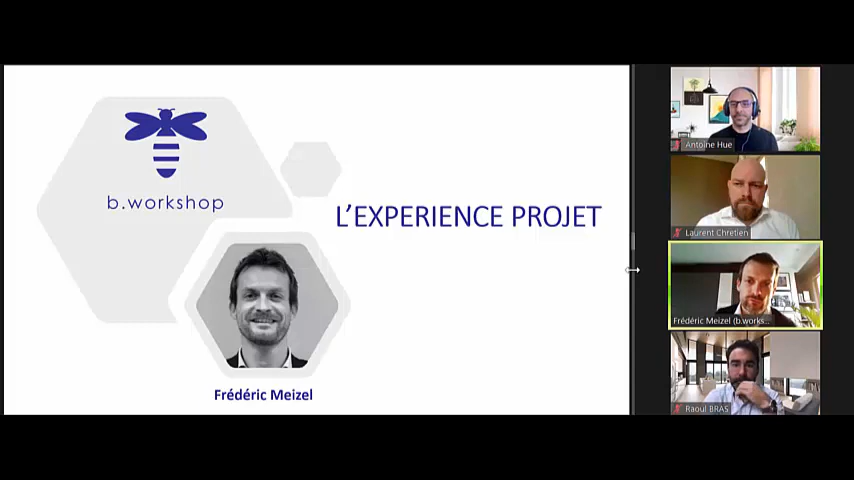 b.workshop
L'EXPERIENCE PROJET
Frédéric Meizel
Antoine Hue
Laurent Chretien
Frédéric Meizel (b.works...
Raoul BRAS